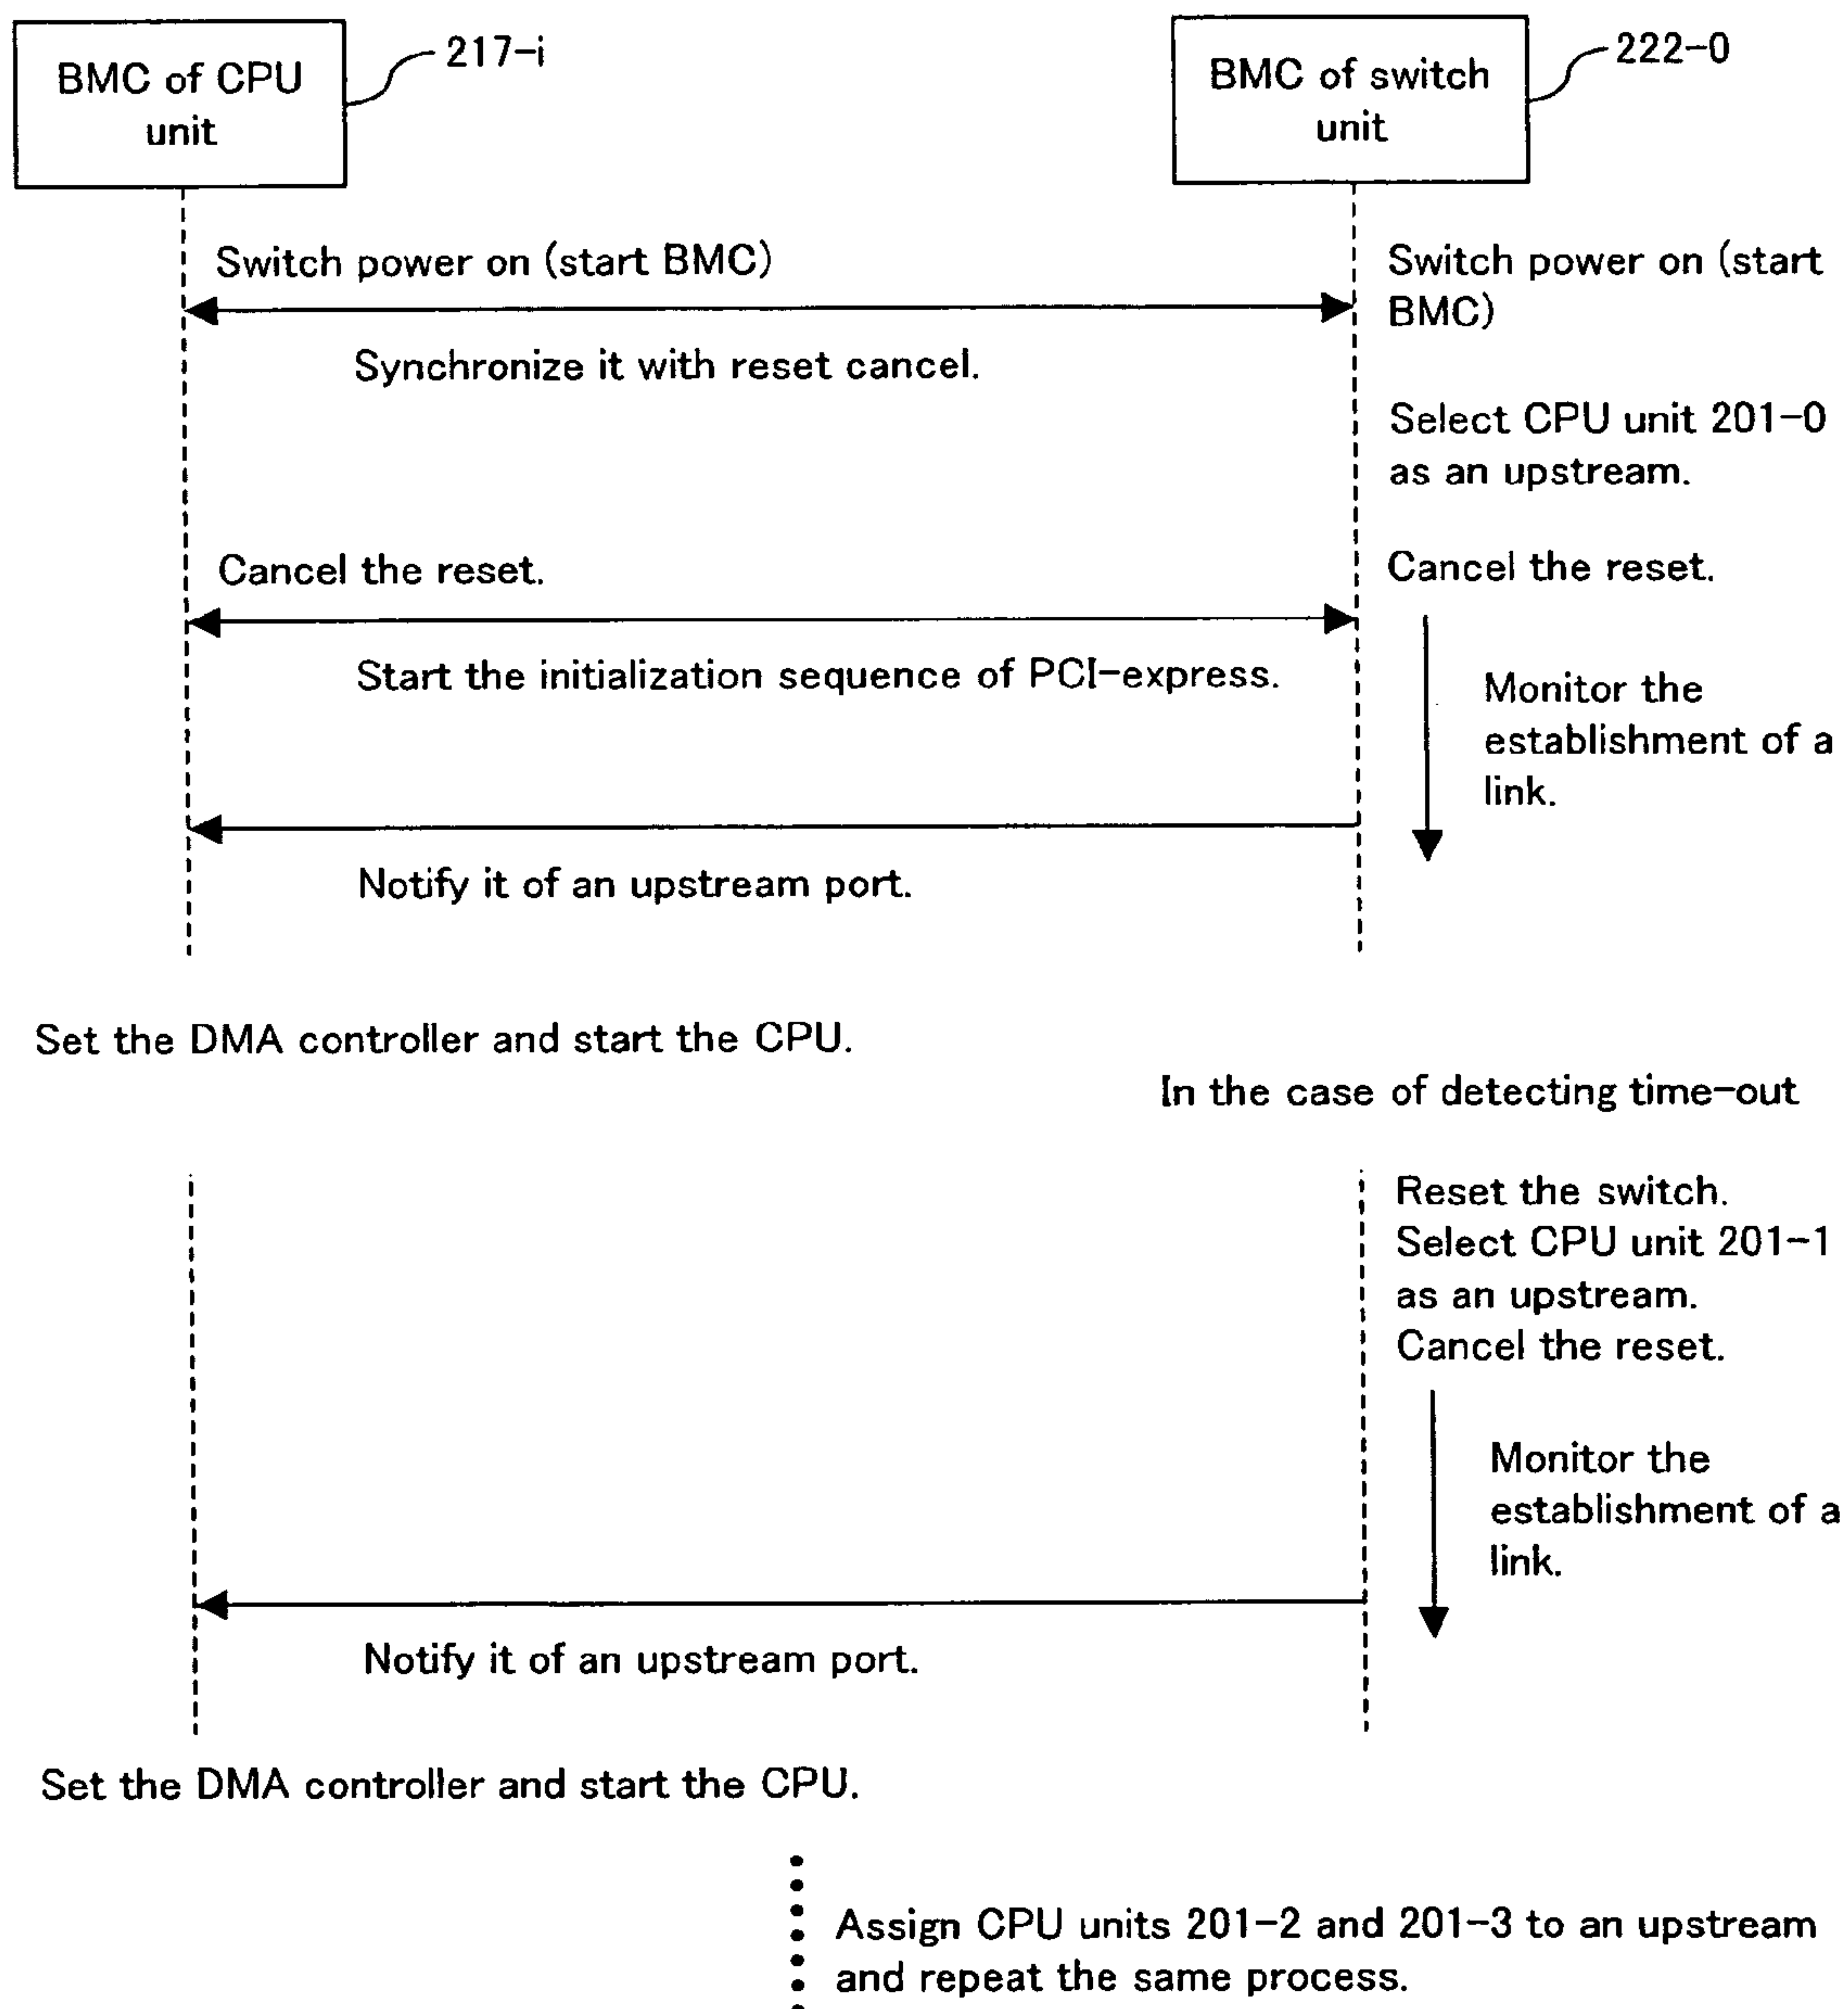 BMC of CPU
unit
217-i
BMC of switch
unit
222-0
Switch power on (start BMC)
Switch power on (start
BMC)
Synchronize it with reset cancel.
Select CPU unit 201-0
as an upstream.
Cancel the reset.
Cancel the reset.
Start the initialization sequence of PCI-express.
Monitor the
establishment of a
link.
Notify it of an upstream port.
Set the DMA controller and start the CPU.
In the case of detecting time-out
Reset the switch.
Select CPU unit 201-1
as an upstream.
Cancel the reset.
Monitor the
establishment of a
link.
Notify it of an upstream port.
Set the DMA controller and start the CPU.
Assign CPU units 201-2 and 201-3 to an upstream
and repeat the same process.